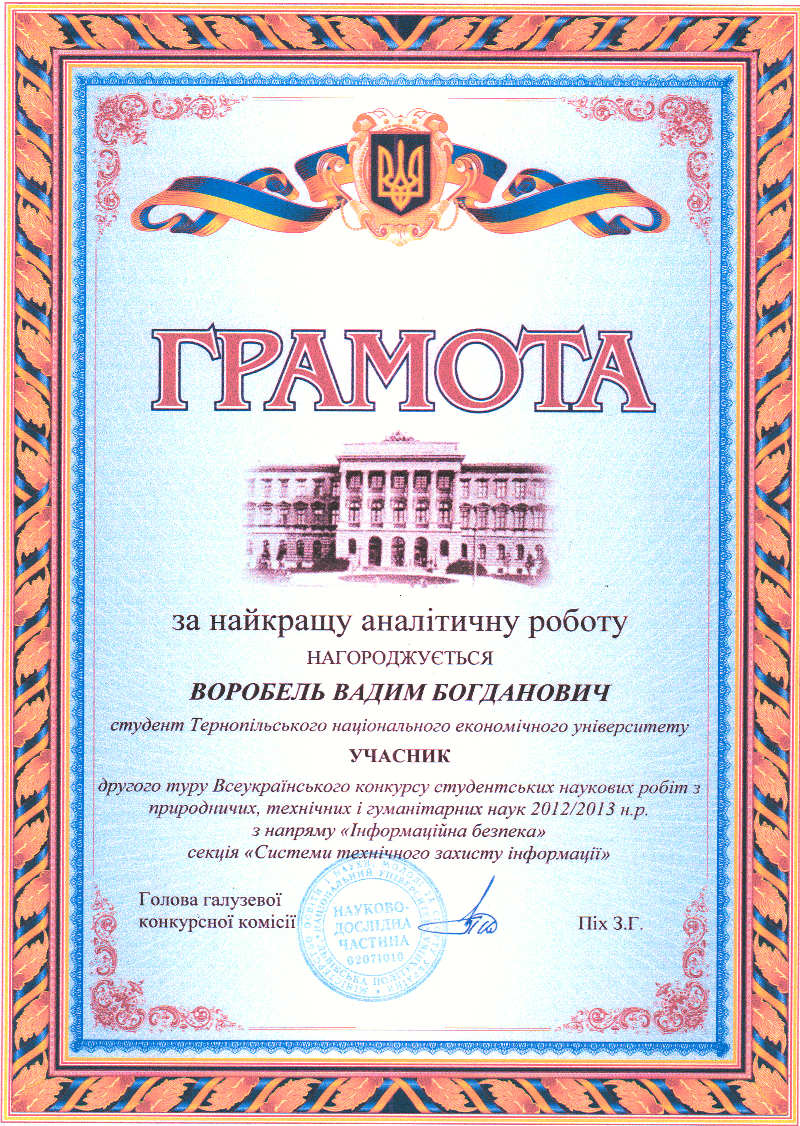 ГРАМОТА
за найкращу аналітичну роботу
НАГОРОДЖУЄТЬСЯ
ВОРОБЕЛЬ ВАДИМ БОГДАНОВИЧ
студент Тернопільського національного економічного університету
УЧАСНИК
другого туру Всеукраїнського конкурсу студентських наукових робіт з
природничих, технічних і гуманітарних наук 2012/2013 н.р.
з напряму «Інформаційна безпека»
секція «Системи технічного захисту інформації»
Голова галузевої
конкурсної комісії
Піх З.Г.
НАУКОВО-
ДОСЛІДНА
ЧАСТИНА
02071010